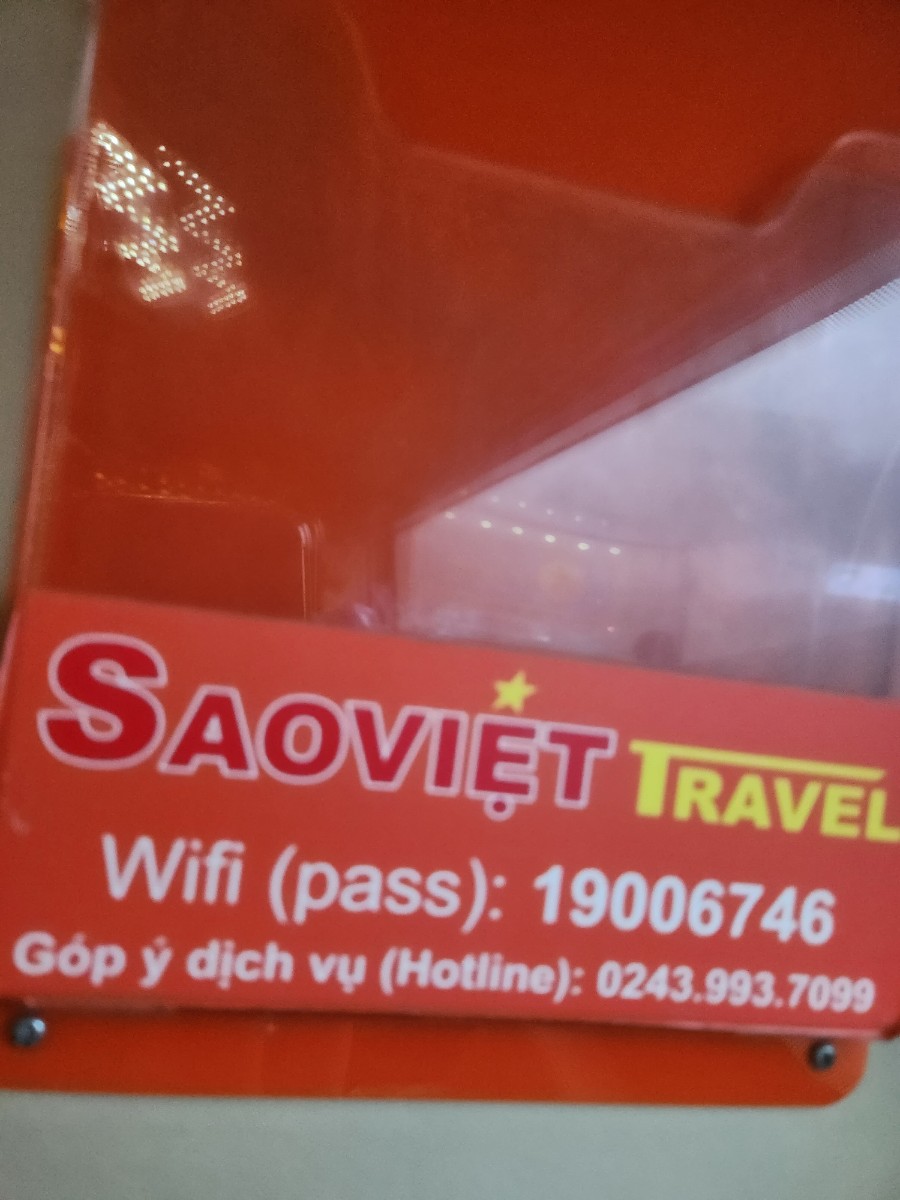 SAOVIỆT TRAVEL
Wifi (pass): 19006746
Góp ý dịch vụ (Hotline): 0243.993.7099